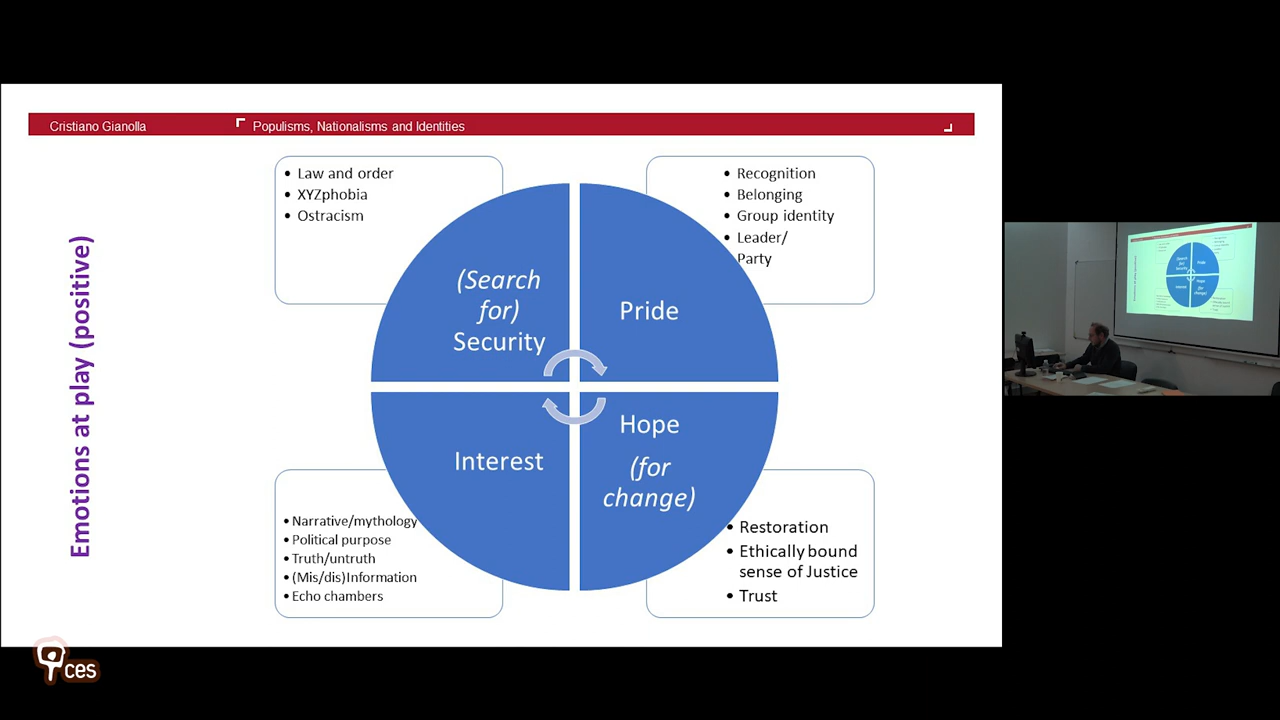 Cristiano Gianolla
Populisms, Nationalisms and Identities
Emotions at play (positive)
• Law and order
• XYZphobia
• Ostracism
• Recognition
• Belonging
• Group identity
• Leader/
Party
(Search
for)
Security
Pride
Interest
Hope
(for
change)
• Narrative/mythology
• Political purpose
• Truth/untruth
• (Mis/dis)Information
• Echo chambers
• Restoration
• Ethically bound
sense of Justice
• Trust
ces